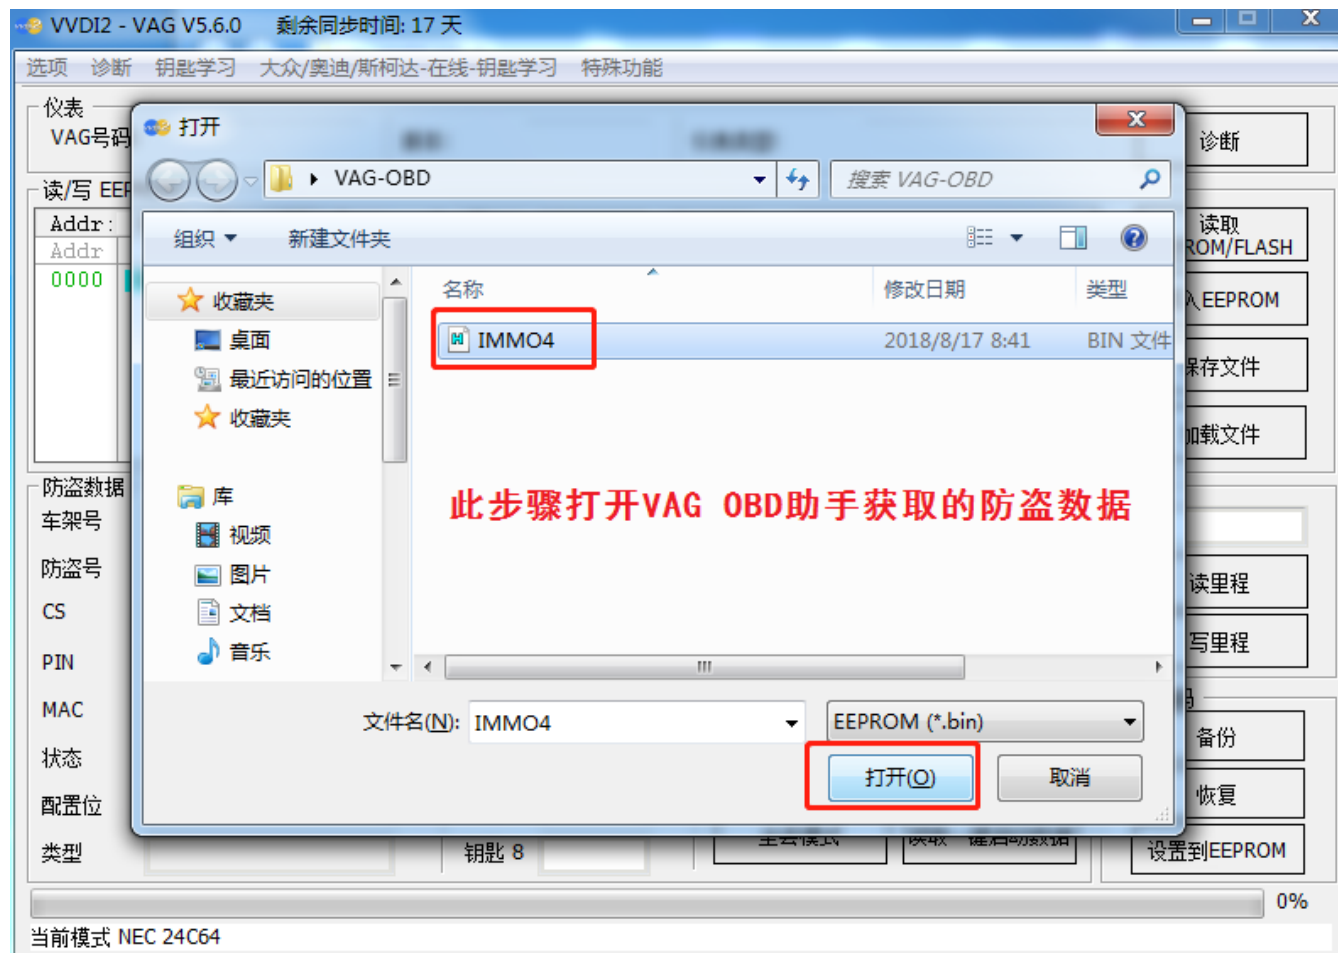 VVDI2 - VAG V5.6.0 剩余同步时间: 17 天
选项 诊断 钥匙学习 大众/奥迪/斯柯达-在线-钥匙学习 特殊功能
仪表
VAG号码
诊断
打开
VAG-OBD
搜索 VAG-OBD
组织
新建文件夹
读/写
Addr:
Addr
0000
读取
ROM/FLASH
EEPROM
保存文件
加载文件
收藏夹
桌面
最近访问的位置
收藏夹
库
视频
图片
文档
音乐
名称 修改日期 类型
IMMO4 2018/8/17 8:41 BIN 文件
此步骤打开VAG OBD助手获取的防盗数据
文件名(N): IMMO4
EEPROM (*.bin)
打开(O)
取消
防盗数据
车架号
防盗号
CS
PIN
MAC
状态
配置位
类型
钥匙 8
读里程
写里程
备份
恢复
设置到EEPROM
0%
当前模式 NEC 24C64